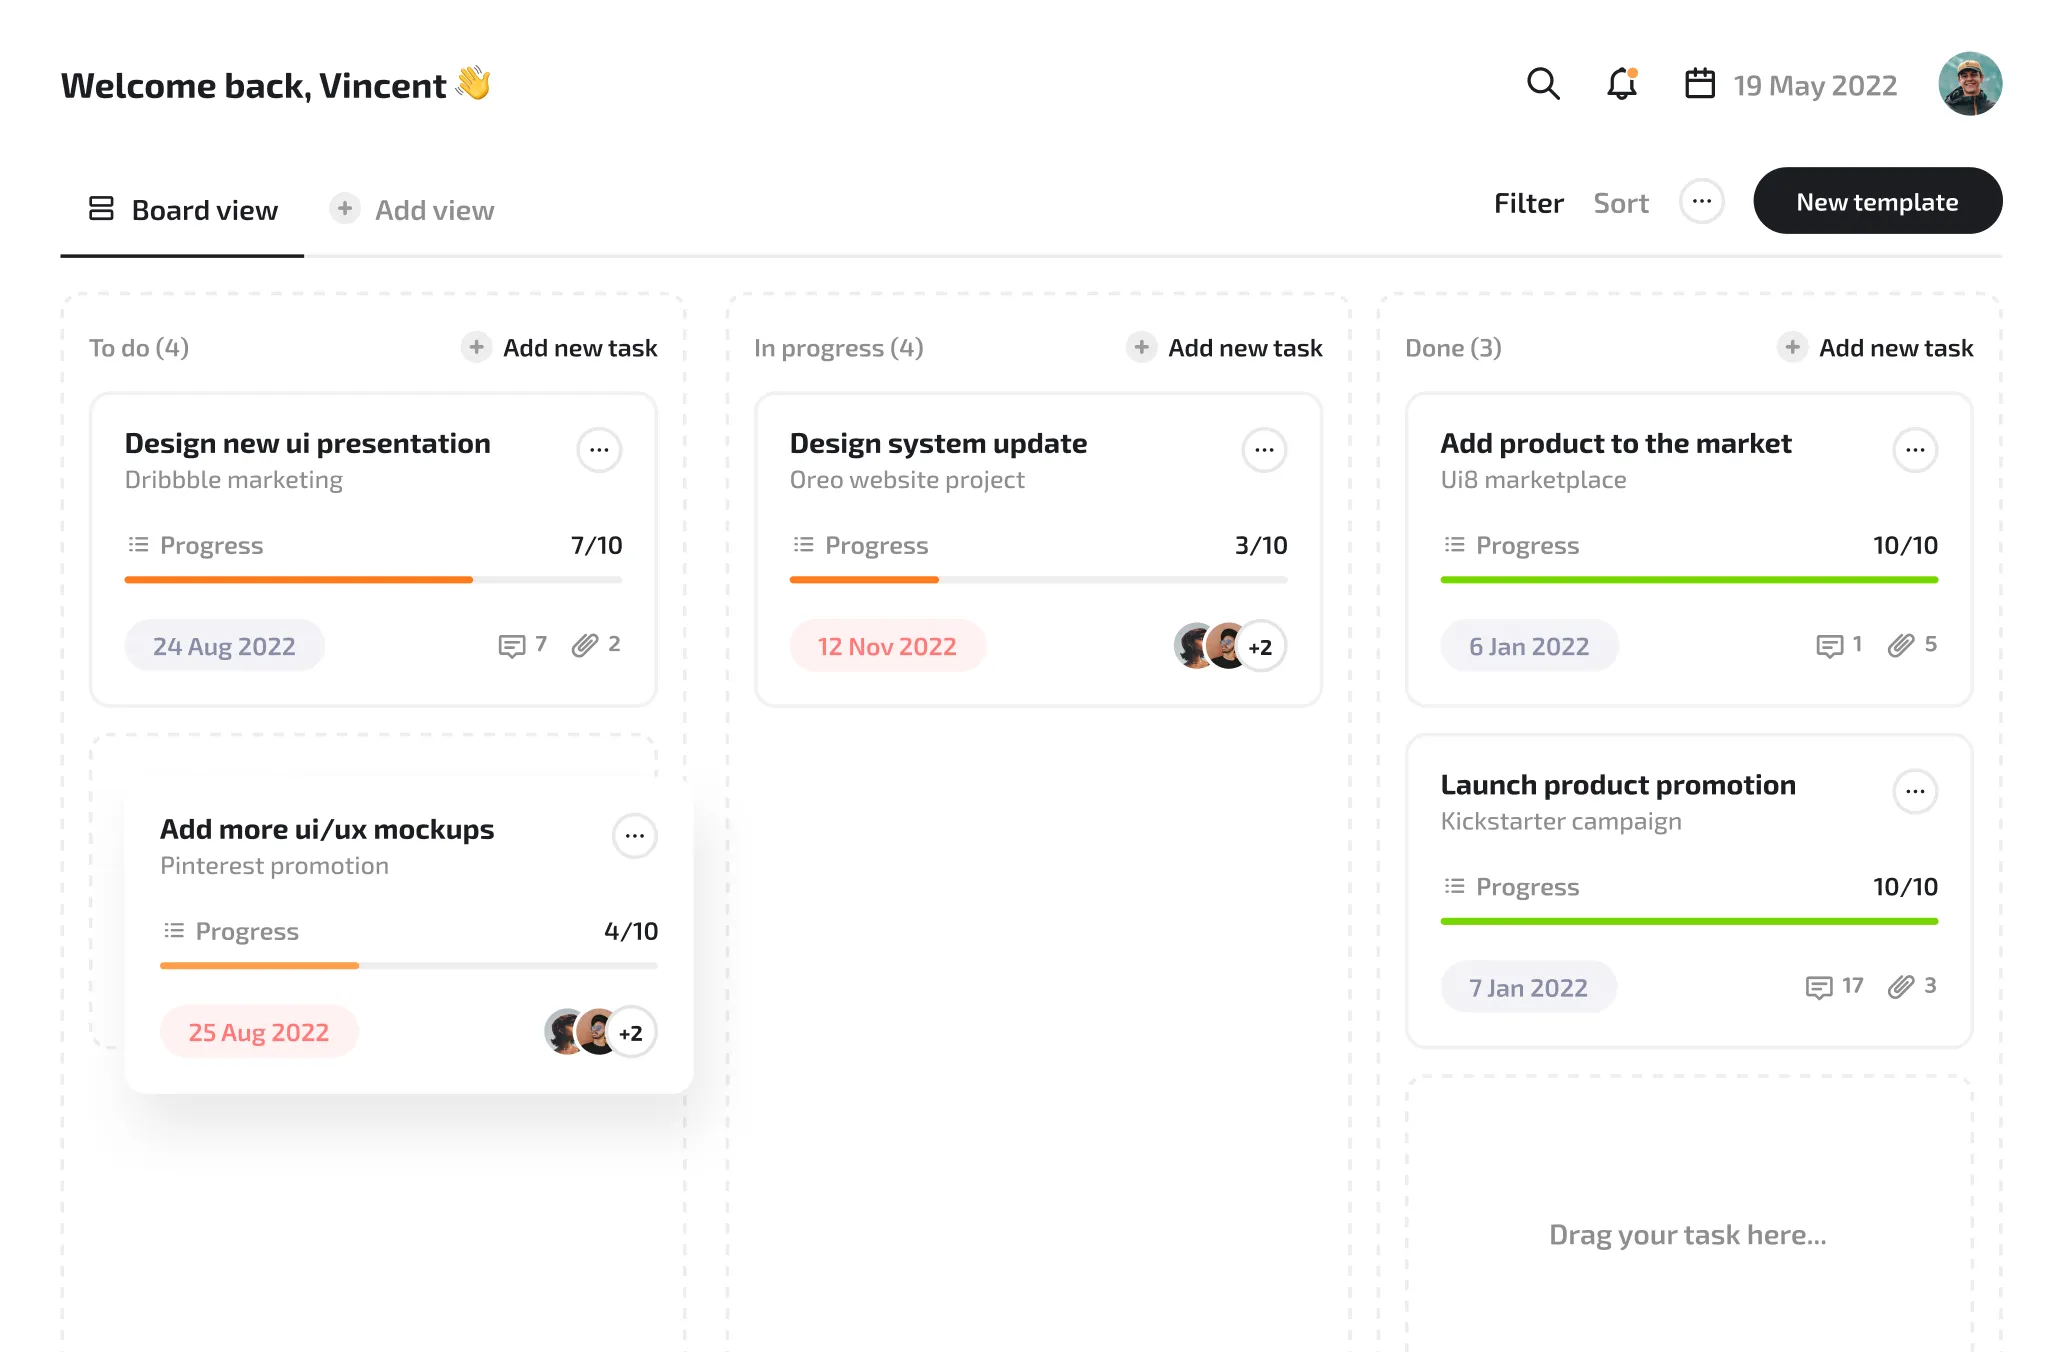 Welcome back, Vincent 👋
19 May 2022
Board view
Add view
Filter
Sort
New template
To do (4)
Add new task
Design new ui presentation
Dribbble marketing
Progress
7/10
24 Aug 2022
7
2
Add more ui/ux mockups
Pinterest promotion
Progress
4/10
25 Aug 2022
+2
In progress (4)
Add new task
Design system update
Oreo website project
Progress
3/10
12 Nov 2022
+2
Done (3)
Add new task
Add product to the market
Ui8 marketplace
Progress
10/10
6 Jan 2022
1
5
Launch product promotion
Kickstarter campaign
Progress
10/10
7 Jan 2022
17
3
Drag your task here...